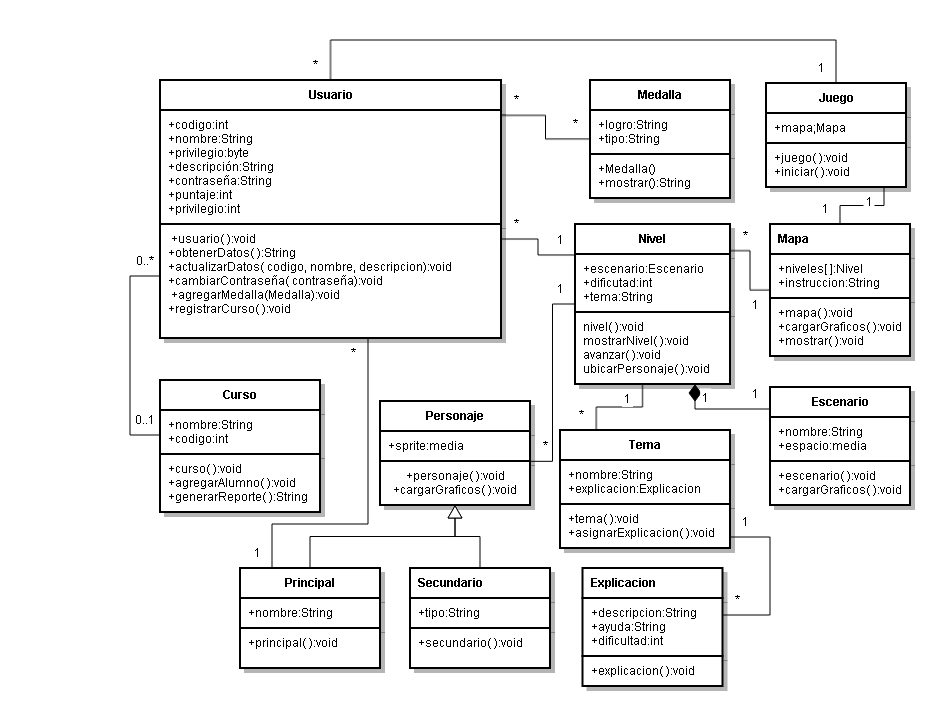 *
1
Usuario
+codigo:int
+nombre:String
+privilegio:byte
+descripción:String
+contraseña:String
+puntaje:int
+privilegio:int
+usuario():void
+obtenerDatos():String
+actualizarDatos( codigo, nombre, descripcion):void
+cambiarContraseña( contraseña):void
+agregarMedalla(Medalla):void
+registrarCurso():void
*
*
Medalla
+logro:String
+tipo:String
+Medalla()
+mostrar():String
Juego
+mapa;Mapa
+juego():void
+iniciar():void
1
1
*
1
Nivel
+escenario:Escenario
+dificutad:int
+tema:String
nivel():void
mostrarNivel():void
avanzar():void
ubicarPersonaje():void
*
1
Mapa
+niveles[]:Nivel
+instruccion:String
+mapa():void
+cargarGraficos():void
+mostrar():void
0..*
0..1
1
*
*
1
Curso
+nombre:String
+codigo:int
+curso():void
+agregarAlumno():void
+generarReporte():String
Personaje
+sprite:media
+personaje():void
+cargarGraficos():void
1
*
1
1
Escenario
+nombre:String
+espacio:media
+escenario():void
+cargarGraficos():void
Tema
+nombre:String
+explicacion:Explicacion
+tema():void
+asignarExplicacion():void
1
*
Principal
+nombre:String
+principal():void
Secundario
+tipo:String
+secundario():void
Explicacion
+descripcion:String
+ayuda:String
+dificultad:int
+explicacion():void